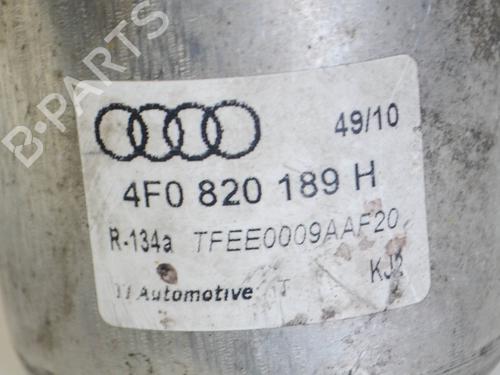 B-PARTS
49/10
4F0 820 189 H
R-134a TFEE0009AAF20
KJ2
Automotive